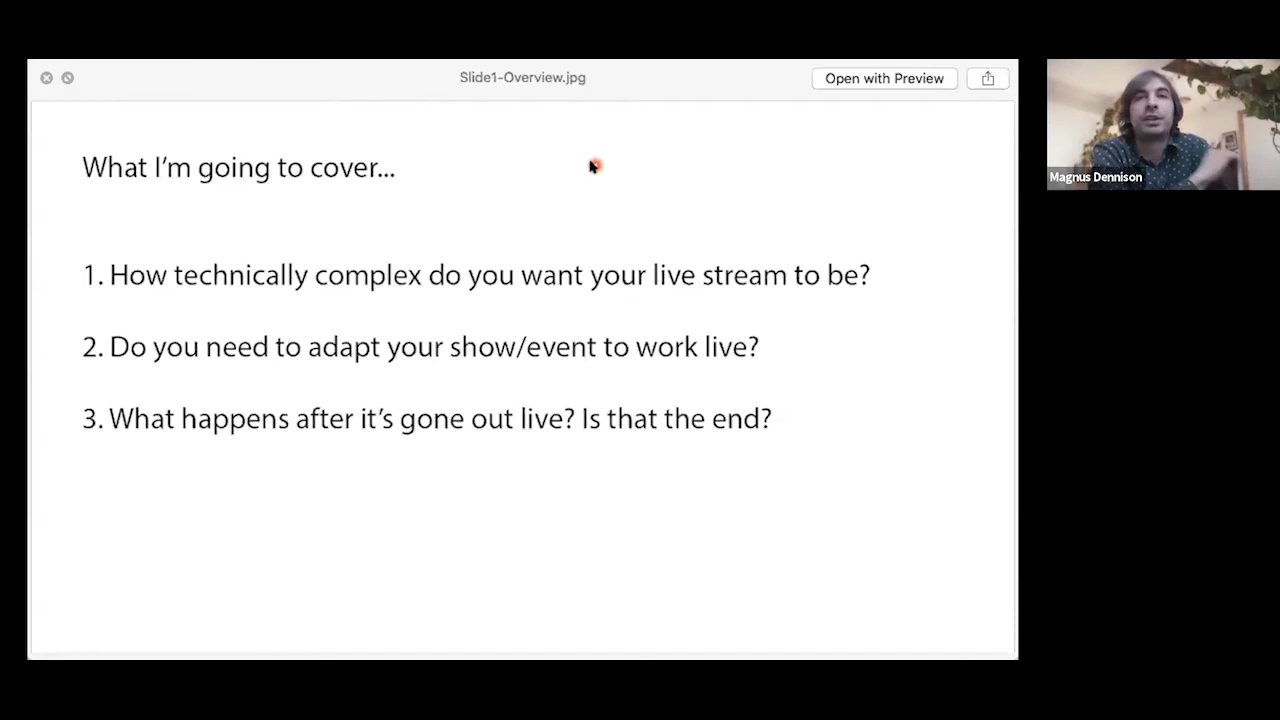 Slide1-Overview.jpg
Open with Preview
What I'm going to cover...
1. How technically complex do you want your live stream to be?
2. Do you need to adapt your show/event to work live?
3. What happens after it's gone out live? Is that the end?
Magnus Dennison